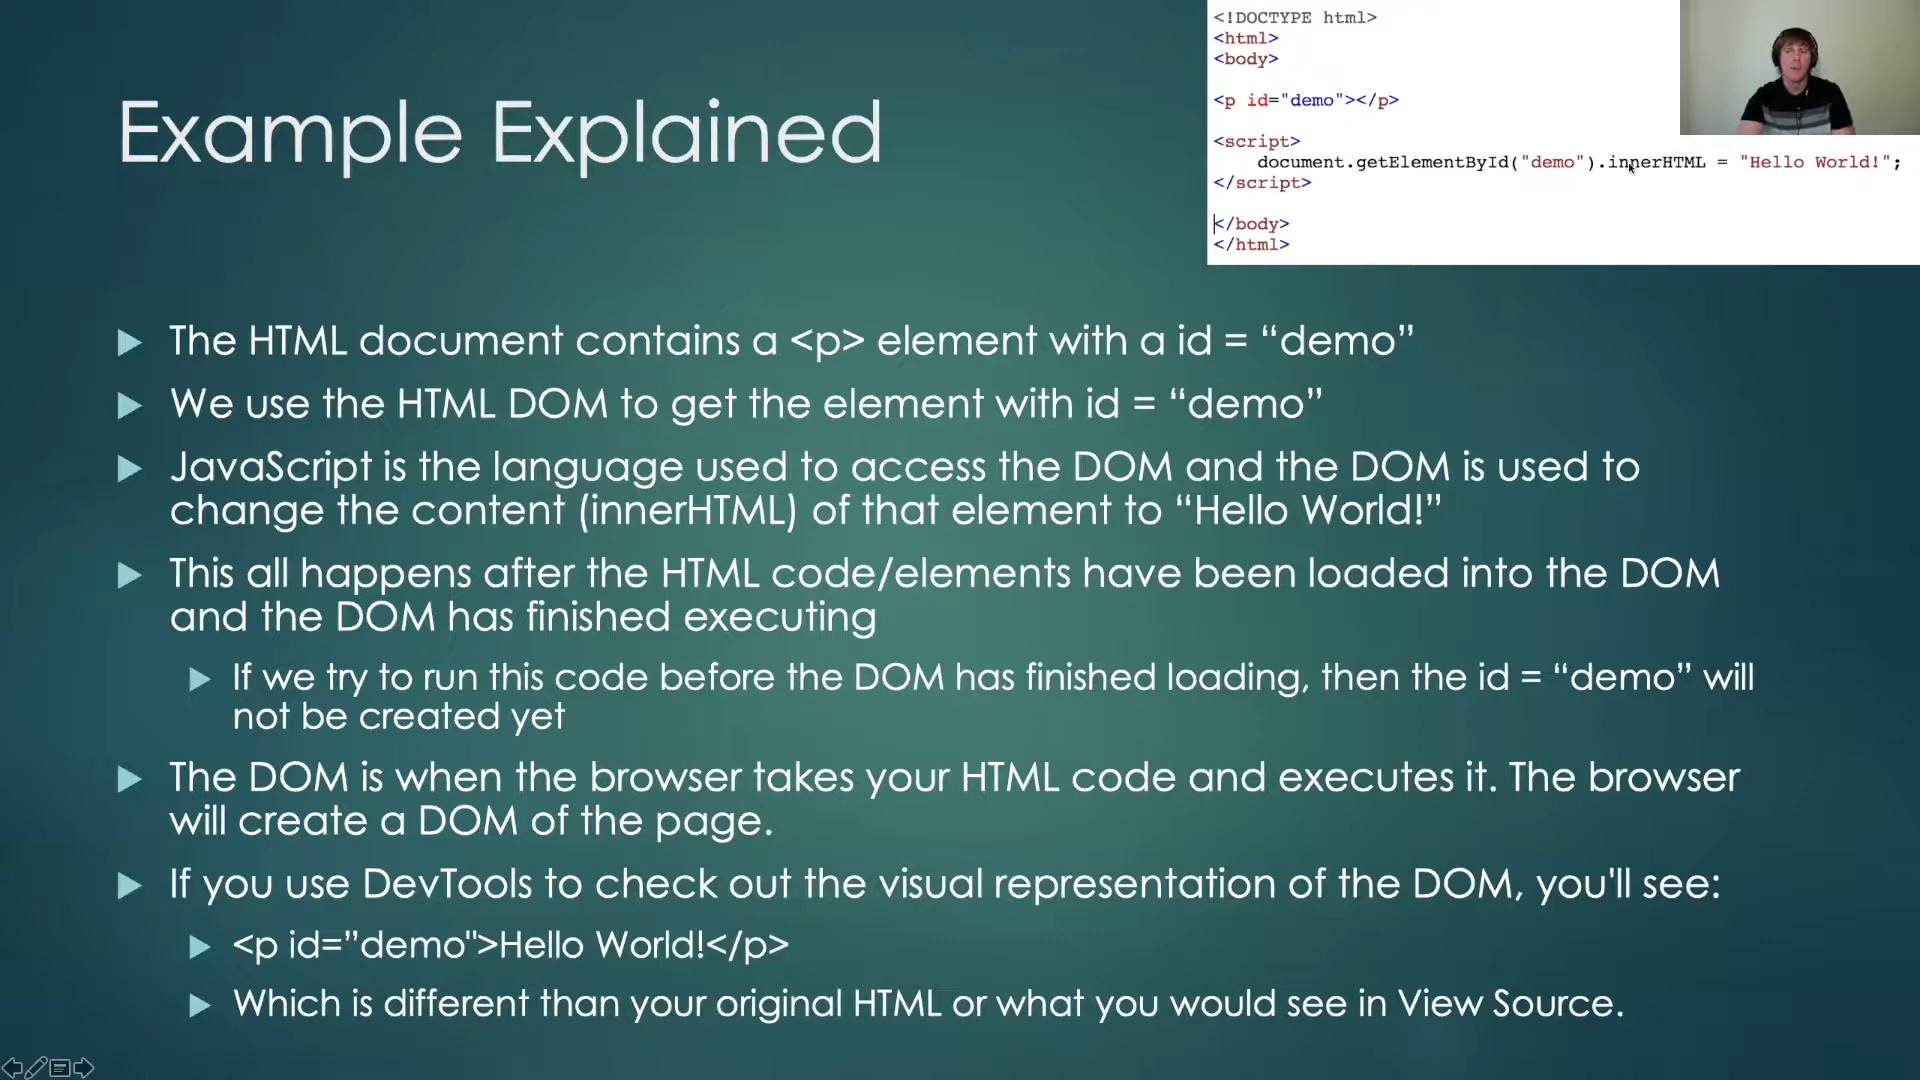 Example Explained
<!DOCTYPE html>
<html>
<body>
<p id="demo"></p>
<script>
document.getElementById("demo").innerHTML = "Hello World!";
</script>
</body>
</html>
The HTML document contains a <p> element with a id = “demo”
We use the HTML DOM to get the element with id = “demo”
JavaScript is the language used to access the DOM and the DOM is used to
change the content (innerHTML) of that element to “Hello World!”
This all happens after the HTML code/elements have been loaded into the DOM
and the DOM has finished executing
If we try to run this code before the DOM has finished loading, then the id = “demo” will
not be created yet
The DOM is when the browser takes your HTML code and executes it. The browser
will create a DOM of the page.
If you use DevTools to check out the visual representation of the DOM, you'll see:
<p id=”demo">Hello World!</p>
Which is different than your original HTML or what you would see in View Source.